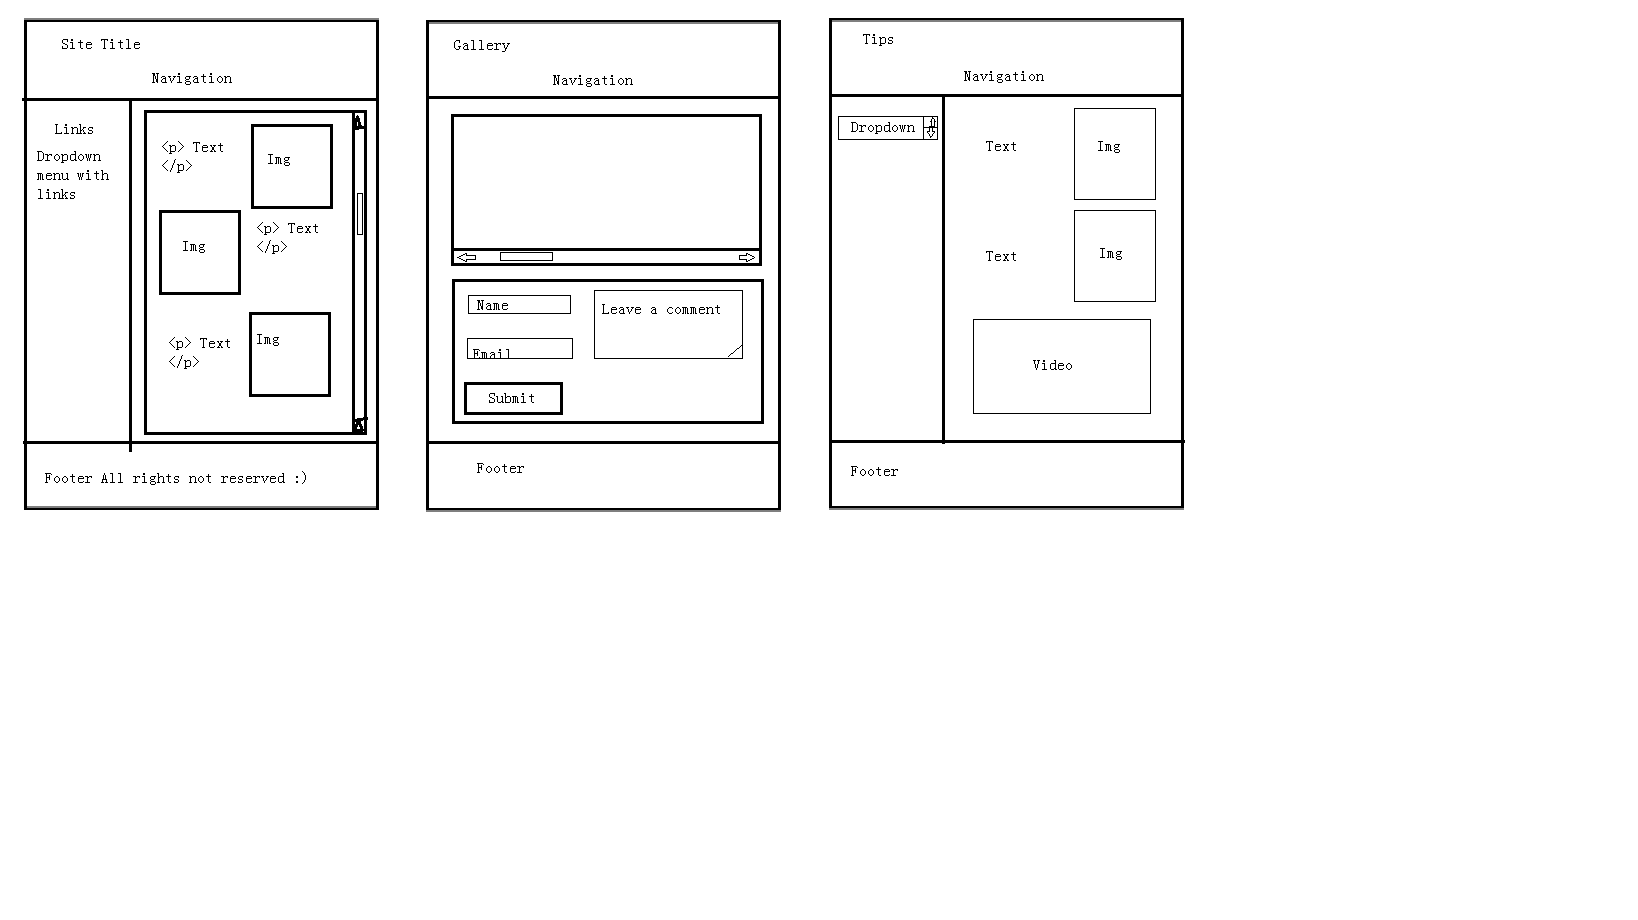 Site Title
Navigation
Links
Dropdown
menu with
links
<p> Text
</p>
Img
Img
<p> Text
</p>
<p> Text
</p>
Img
Footer All rights not reserved :)
Gallery
Navigation
Name
Leave a comment
Email
Submit
Footer
Tips
Navigation
Dropdown
Text
Img
Text
Img
Video
Footer